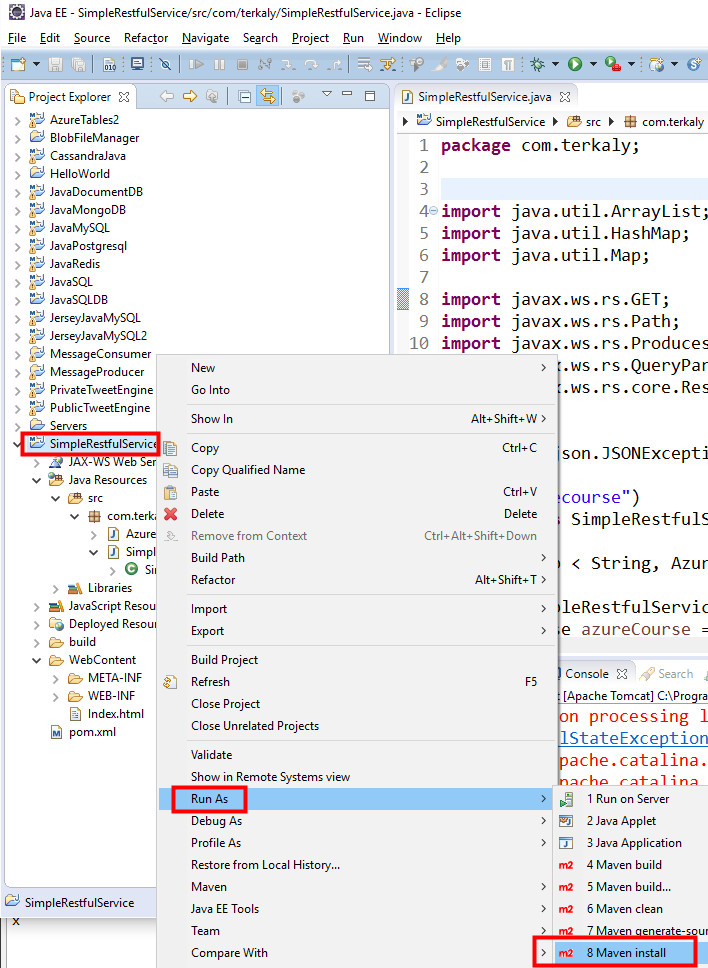 Java EE - SimpleRestfulService/src/com/terkaly/SimpleRestfulService.java - Eclipse
File Edit Source Refactor Navigate Search Project Run Window Help
Project Explorer
AzureTables2
BlobFileManager
CassandraJava
HelloWorld
JavaDocumentDB
JavaMongoDB
JavaMySQL
JavaPostgresql
JavaRedis
JavaSQL
JavaSQLDB
JerseyJavaMySQL
JerseyJavaMySQL2
MessageConsumer
MessageProducer
PrivateTweetEngine
PublicTweetEngine
Servers
SimpleRestfulService
JAX-WS Web Ser
Java Resources
src
com.terka
Azure
Simpl
Si
Libraries
JavaScript Resou
Deployed Resou
build
WebContent
META-INF
WEB-INF
Index.html
pom.xml
SimpleRestfulService
x
SimpleRestfulService.java
SimpleRestfulService src com.terkaly
1 package com.terkaly;
2
3
4 import java.util.ArrayList;
5 import java.util.HashMap;
6 import java.util.Map;
7
8 import javax.ws.rs.GET;
9 import javax.ws.rs.Path;
10 import javax.ws.rs.Produces
x.ws.rs.QueryPar
x.ws.rs.core.Res
json.JSONExcepti
ecourse")
s SimpleRestfulS
< String, Azur
pleRestfulServic
se azureCourse =
New
Go Into
Show In Alt+Shift+W
Copy Ctrl+C
Copy Qualified Name
Paste Ctrl+V
Delete Delete
Remove from Context Ctrl+Alt+Shift+Down
Build Path
Refactor Alt+Shift+T
Import
Export
Build Project
Refresh F5
Close Project
Close Unrelated Projects
Validate
Show in Remote Systems view
Run As
Debug As
Profile As
Restore from Local History...
Maven
Java EE Tools
Team
Compare With
Console Search
t [Apache Tomcat] C:\Progra
on processing l
lStateException
pache.catalina.
pache.catalina.
1 Run on Server
2 Java Applet
3 Java Application
m2 4 Maven build
m2 5 Maven build...
m2 6 Maven clean
m2 7 Maven generate-sour
m2 8 Maven install